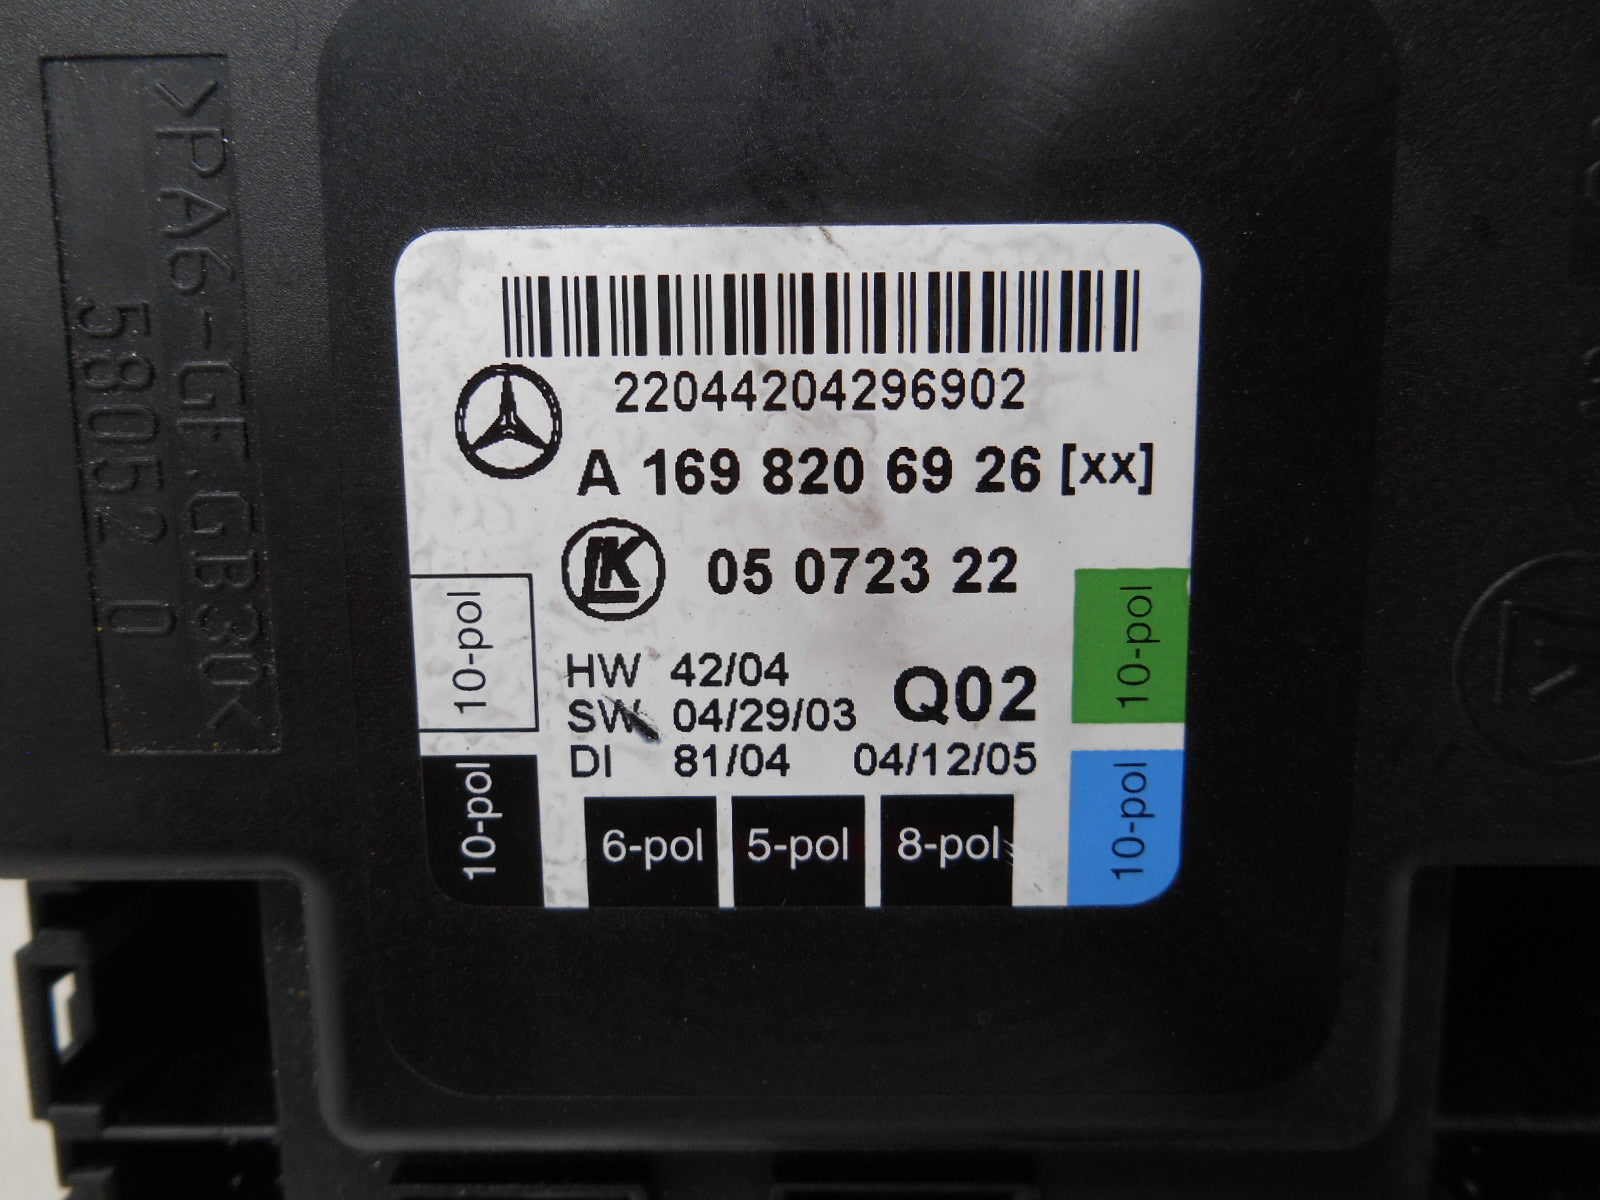 >PA6-GF.GB30<
58052 0
22044204296902
A 169 820 69 26 [xx]
LK 05 0723 22
10-pol
10-pol
HW 42/04
SW 04/29/03 Q02
DI 81/04 04/12/05
10-pol
6-pol 5-pol 8-pol
10-pol